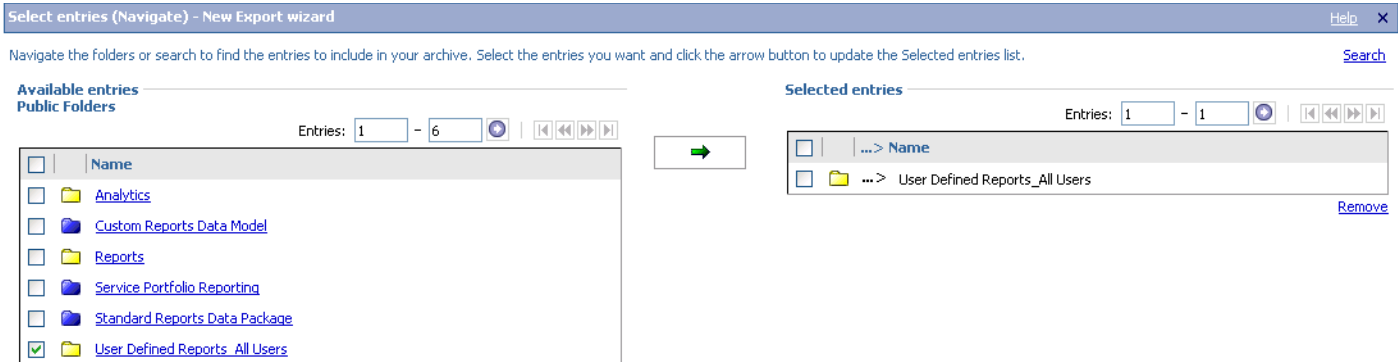 Select entries (Navigate) - New Export wizard Help X
Navigate the folders or search to find the entries to include in your archive. Select the entries you want and click the arrow button to update the Selected entries list. Search
Available entries
Public Folders
Entries: 1 - 6
Name
Analytics
Custom Reports Data Model
Reports
Service Portfolio Reporting
Standard Reports Data Package
User Defined Reports_All Users
Selected entries
Entries: 1 - 1
...> Name
...> User Defined Reports_All Users
Remove